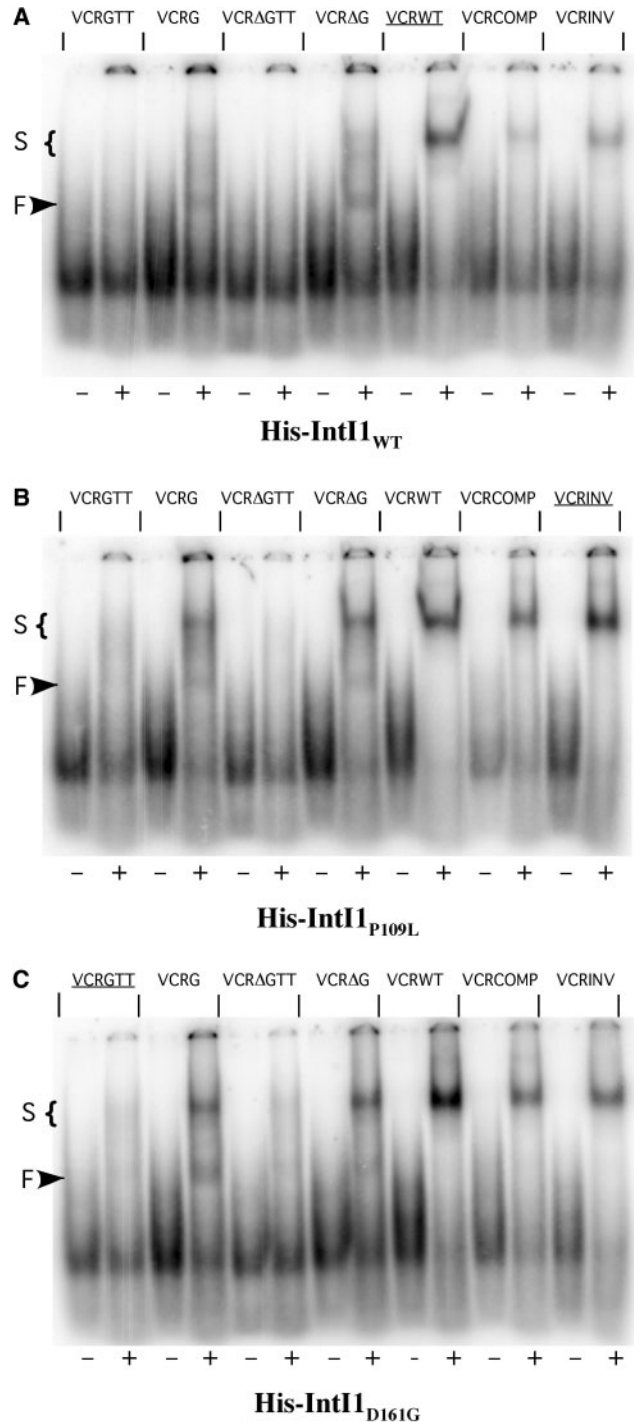 A
VCRGTT VCRG VCRΔGTT VCRΔG VCRWT VCRCOMP VCRINV
S {
F
– + – + – + – + – + – + – +
His-IntI1WT
B
VCRGTT VCRG VCRΔGTT VCRΔG VCRWT VCRCOMP VCRINV
S {
F
– + – + – + – + – + – + – +
His-IntI1P109L
C
VCRGTT VCRG VCRΔGTT VCRΔG VCRWT VCRCOMP VCRINV
S {
F
– + – + – + – + – + – + – +
His-IntI1D161G